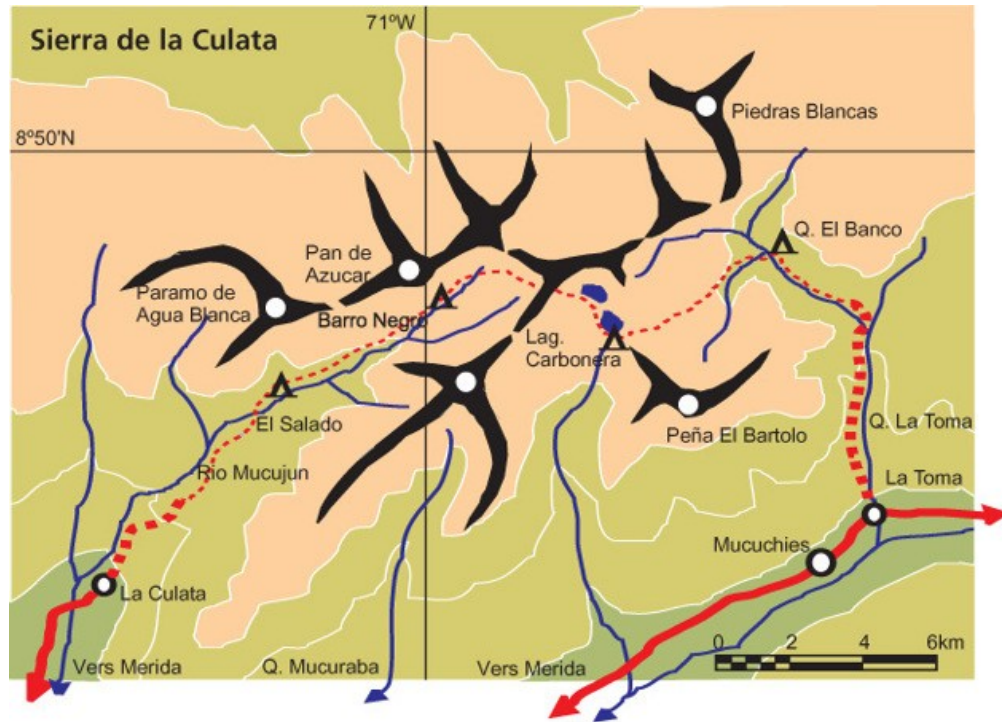 Sierra de la Culata
71ºW
Piedras Blancas
8º50'N
Q. El Banco
Pan de
Azucar
Paramo de
Agua Blanca
Barro Negro
Lag.
Carbonera
El Salado
Peña El Bartolo
Q. La Toma
Rio Mucujun
La Toma
Mucuchies
La Culata
0 2 4 6km
Vers Merida
Q. Mucuraba
Vers Merida